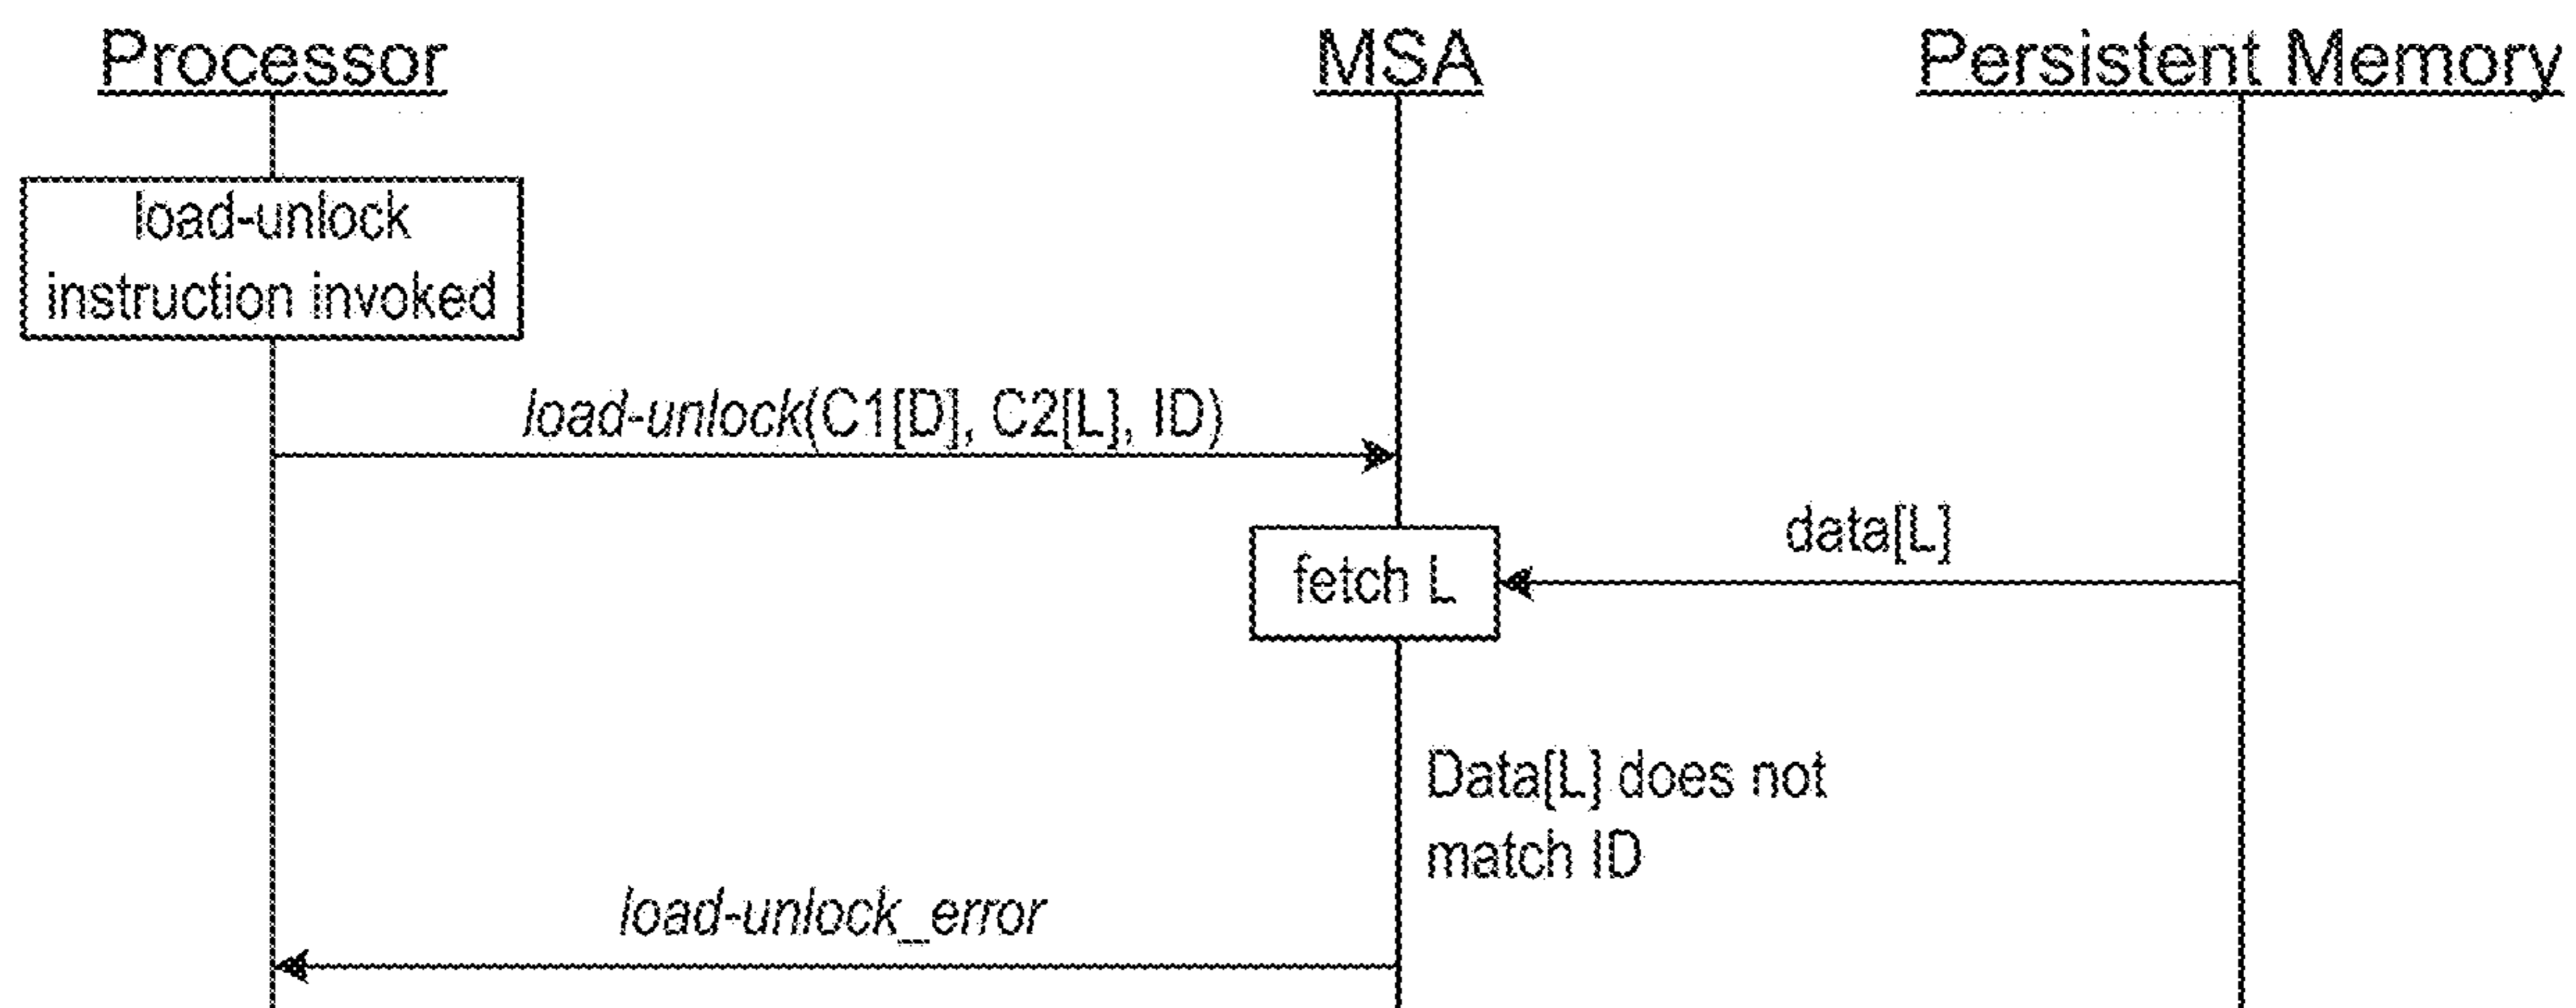 Processor
MSA
Persistent Memory
load-unlock
instruction invoked
load-unlock(C1[D], C2[L], ID)
data[L]
fetch L
Data[L] does not
match ID
load-unlock_error